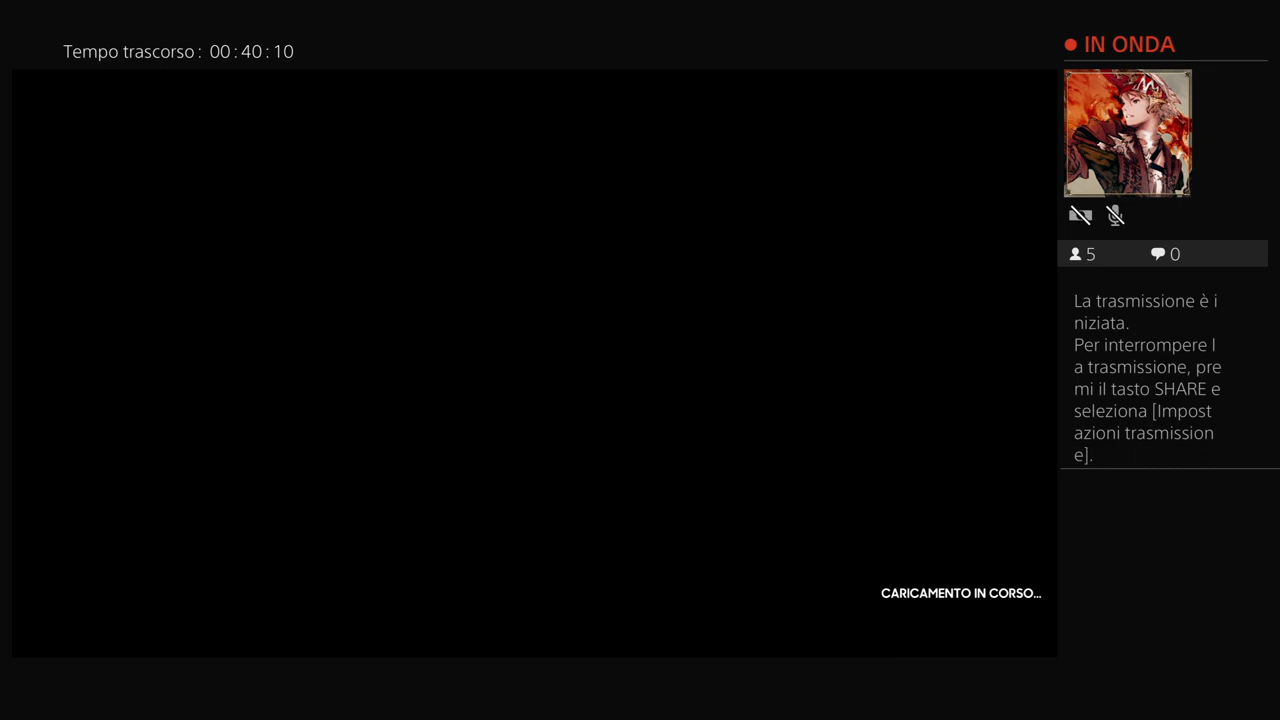 Tempo trascorso : 00 : 40 : 10
IN ONDA
5
0
La trasmissione è i
niziata.
Per interrompere l
a trasmissione, pre
mi il tasto SHARE e
seleziona [Impost
azioni trasmission
e].
CARICAMENTO IN CORSO...